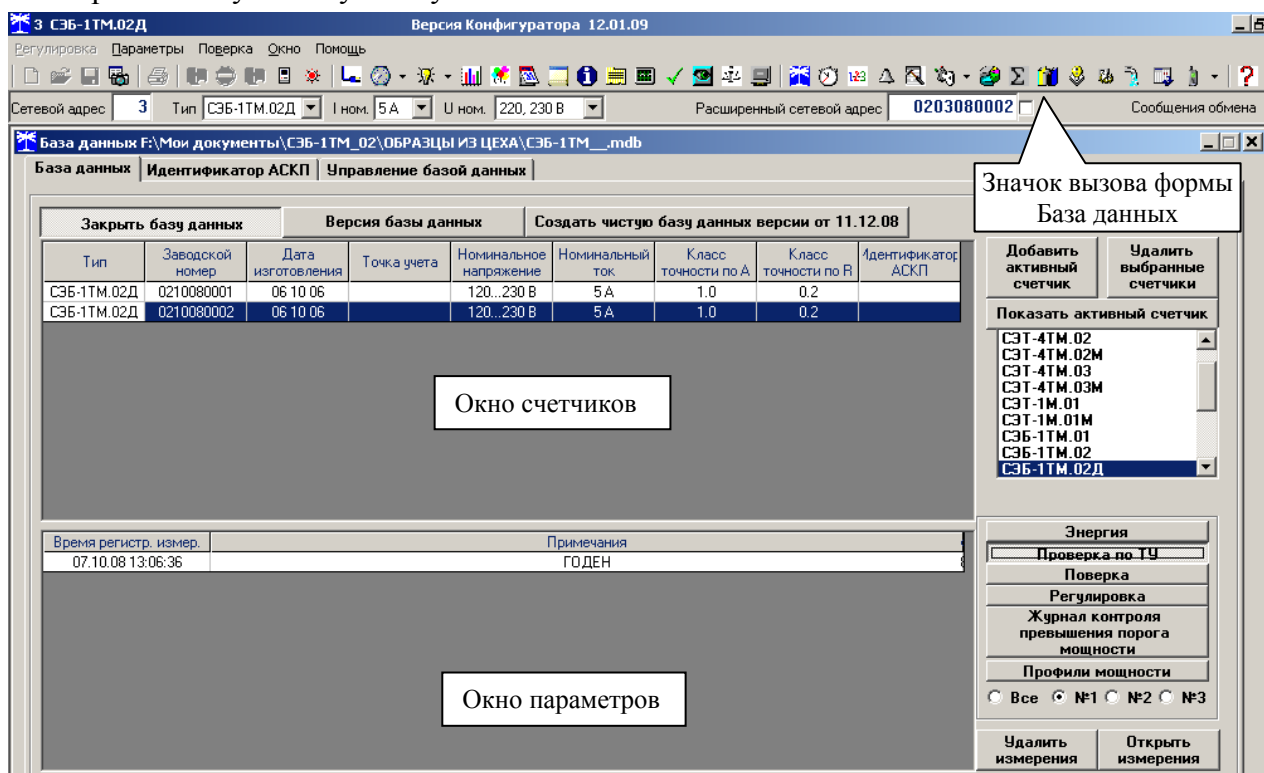 3 СЭБ-1ТМ.02Д Версия Конфигуратора 12.01.09
Регулировка Параметры Поверка Окно Помощь
Сетевой адрес 3 Тип СЭБ-1ТМ.02Д I ном. 5 А U ном. 220, 230 В Расширенный сетевой адрес 0203080002 Сообщения обмена
База данных F:\Мои документы\СЭБ-1ТМ_02\ОБРАЗЦЫ ИЗ ЦЕХА\СЭБ-1ТМ__.mdb
База данных Идентификатор АСКП Управление базой данных
Значок вызова формы
База данных
Закрыть базу данных Версия базы данных Создать чистую базу данных версии от 11.12.08
Тип Заводской номер Дата изготовления Точка учета Номинальное напряжение Номинальный ток Класс точности по А Класс точности по R Идентификатор АСКП
СЭБ-1ТМ.02Д 0210080001 06 10 06 120...230 В 5 А 1.0 0.2
СЭБ-1ТМ.02Д 0210080002 06 10 06 120...230 В 5 А 1.0 0.2
Добавить активный счетчик
Удалить выбранные счетчики
Показать активный счетчик
СЭТ-4ТМ.02
СЭТ-4ТМ.02М
СЭТ-4ТМ.03
СЭТ-4ТМ.03М
СЭТ-1М.01
СЭТ-1М.01М
СЭБ-1ТМ.01
СЭБ-1ТМ.02
СЭБ-1ТМ.02Д
Окно счетчиков
Время регистр. измер. Примечания
07.10.08 13:06:36 ГОДЕН
Окно параметров
Энергия
Проверка по ТУ
Поверка
Регулировка
Журнал контроля
превышения порога
мощности
Профили мощности
Все №1 №2 №3
Удалить измерения
Открыть измерения